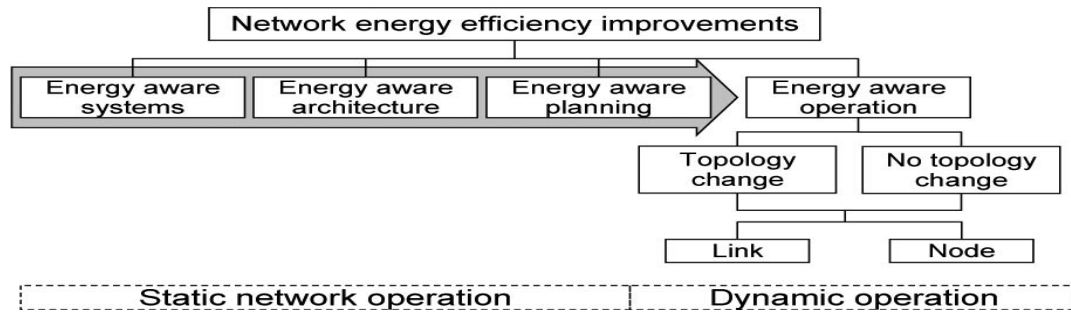 Network energy efficiency improvements
Energy aware
systems
Energy aware
architecture
Energy aware
planning
Energy aware
operation
Topology
change
No topology
change
Link
Node
Static network operation
Dynamic operation